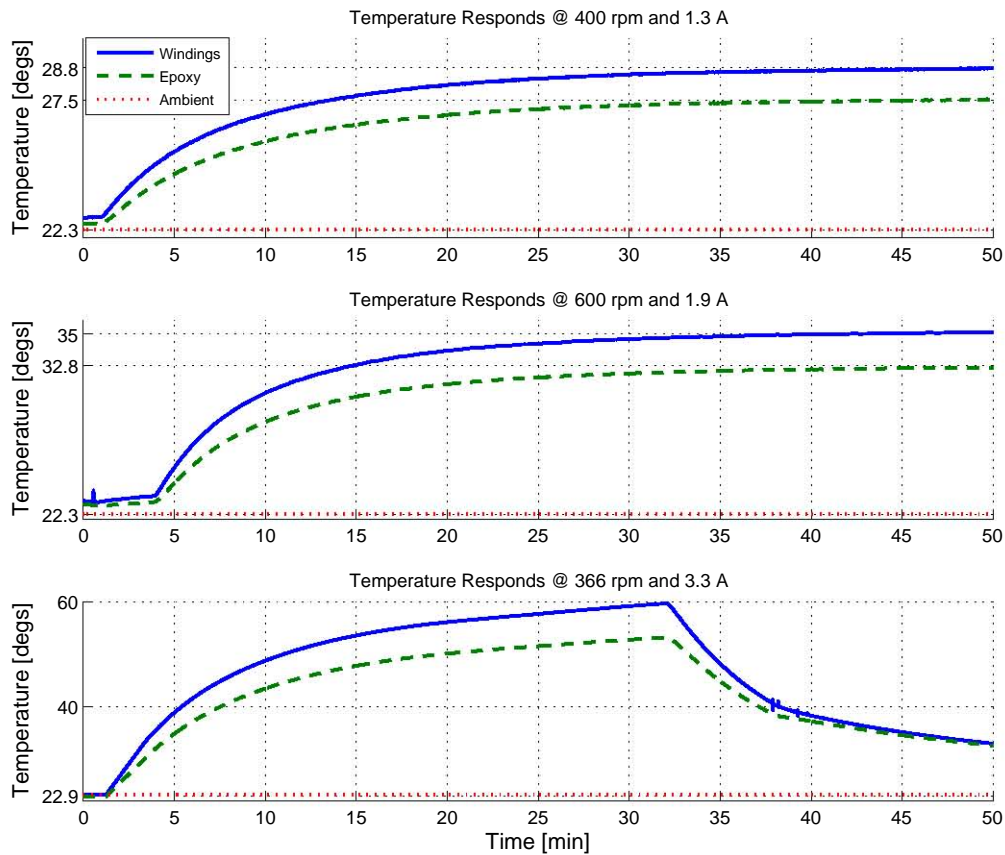 Temperature Responds @ 400 rpm and 1.3 A
Temperature [degs]
28.8
27.5
22.3
Windings
Epoxy
Ambient
0 5 10 15 20 25 30 35 40 45 50
Temperature Responds @ 600 rpm and 1.9 A
Temperature [degs]
35
32.8
22.3
0 5 10 15 20 25 30 35 40 45 50
Temperature Responds @ 366 rpm and 3.3 A
Temperature [degs]
60
40
22.9
0 5 10 15 20 25 30 35 40 45 50
Time [min]